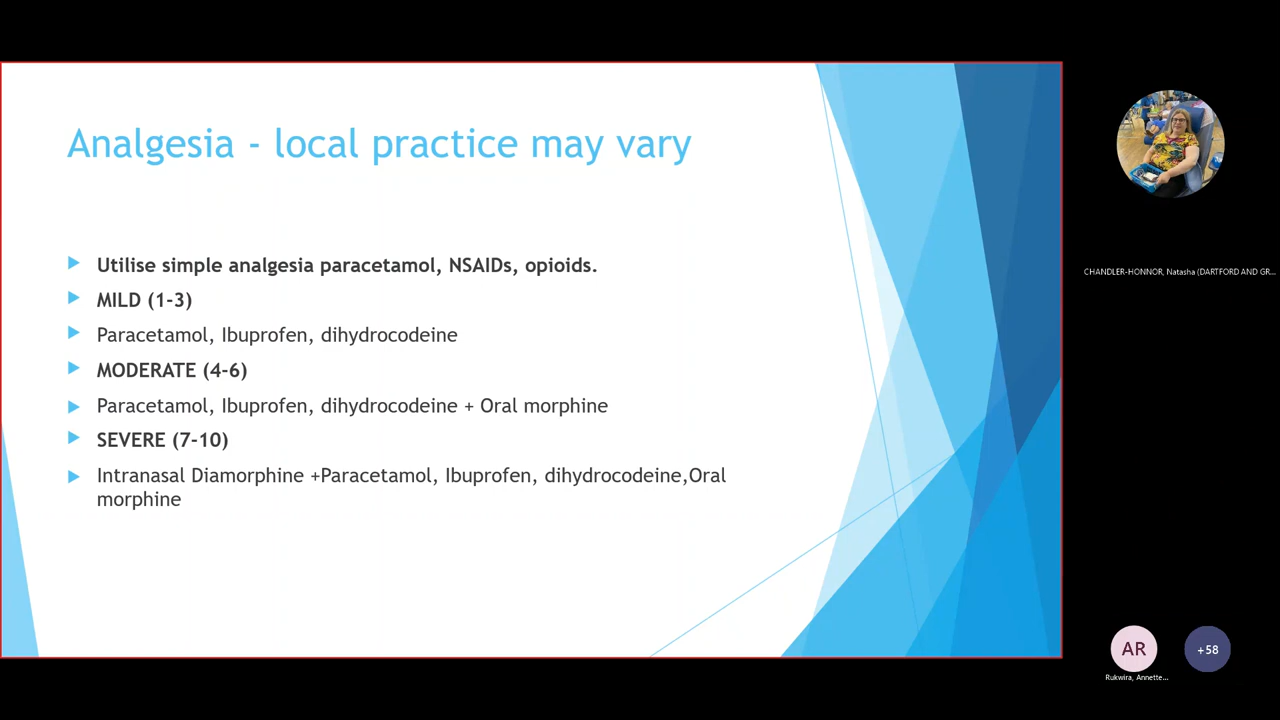 Analgesia - local practice may vary
Utilise simple analgesia paracetamol, NSAIDs, opioids.
MILD (1-3)
Paracetamol, Ibuprofen, dihydrocodeine
MODERATE (4-6)
Paracetamol, Ibuprofen, dihydrocodeine + Oral morphine
SEVERE (7-10)
Intranasal Diamorphine +Paracetamol, Ibuprofen, dihydrocodeine,Oral
morphine
CHANDLER-HONNOR, Natasha (DARTFORD AND GR...
AR
+58
Rukwira, Annette...